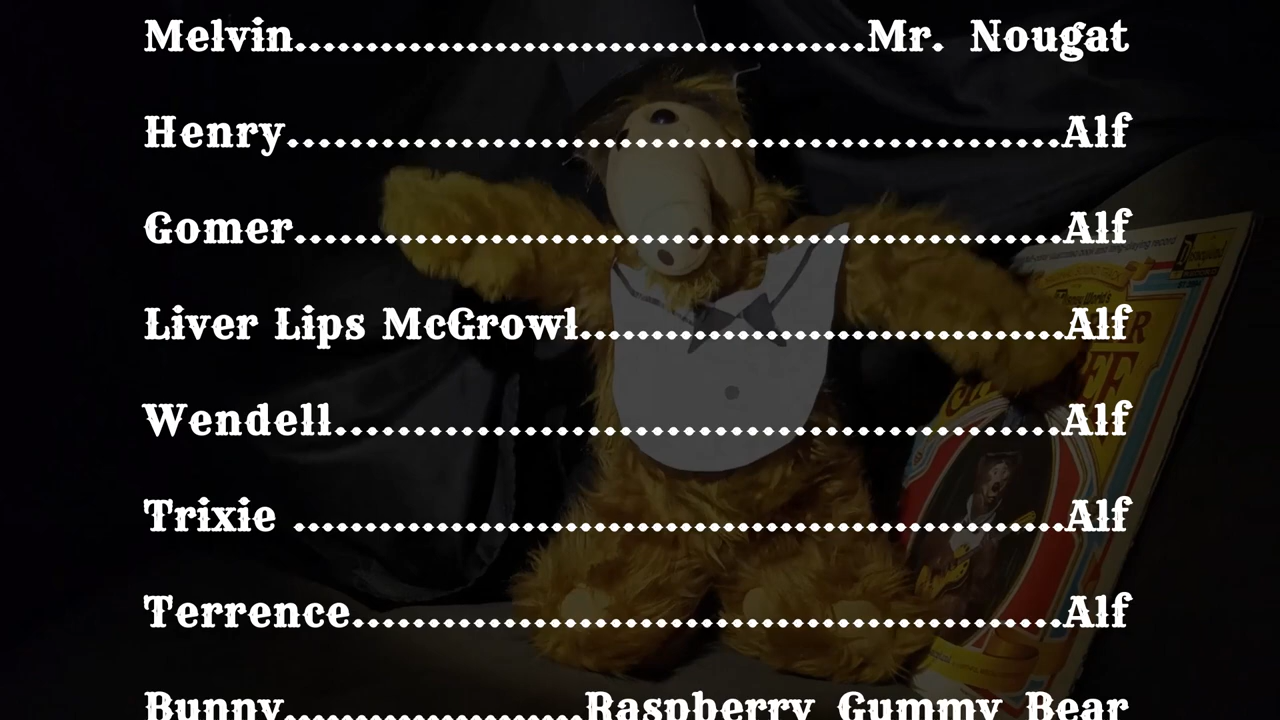 Melvin........................................Mr. Nougat
Henry......................................................Alf
Gomer.....................................................Alf
Liver Lips McGrowl..................................Alf
Wendell...................................................Alf
Trixie ......................................................Alf
Terrence..................................................Alf
Bunny.....................Raspberry Gummy Bear